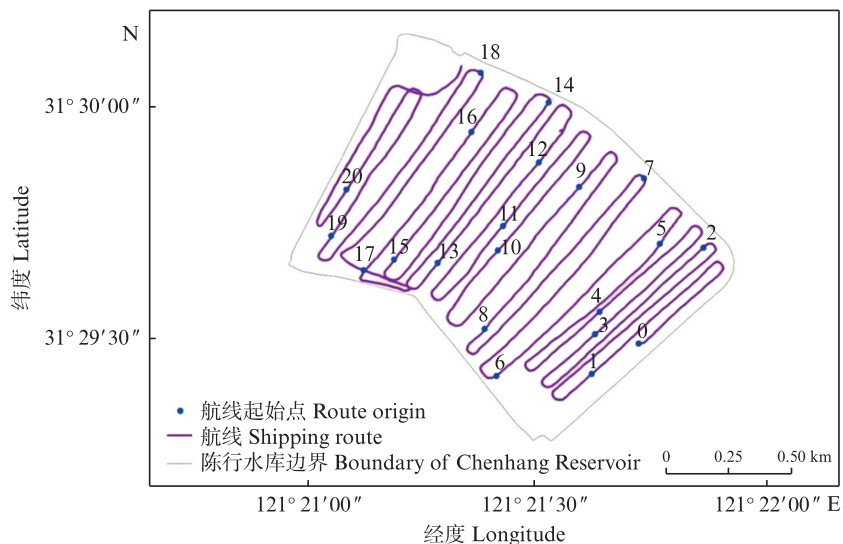 N
18
14
31° 30′ 00″
16
12
7
9
20
11
5
2
19
10
17
15
13
4
纬度 Latitude
8
3
0
31° 29′ 30″
6
1
航线起始点 Route origin
航线 Shipping route
陈行水库边界 Boundary of Chenhang Reservoir
0 0.25 0.50 km
121° 21′ 00″ 121° 21′ 30″ 121° 22′ 00″ E
经度 Longitude